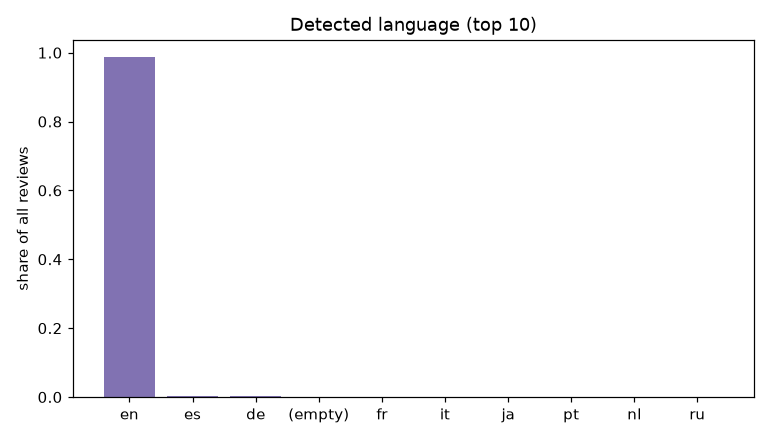 Detected language (top 10)
share of all reviews
1.0
0.8
0.6
0.4
0.2
0.0
en es de (empty) fr it ja pt nl ru